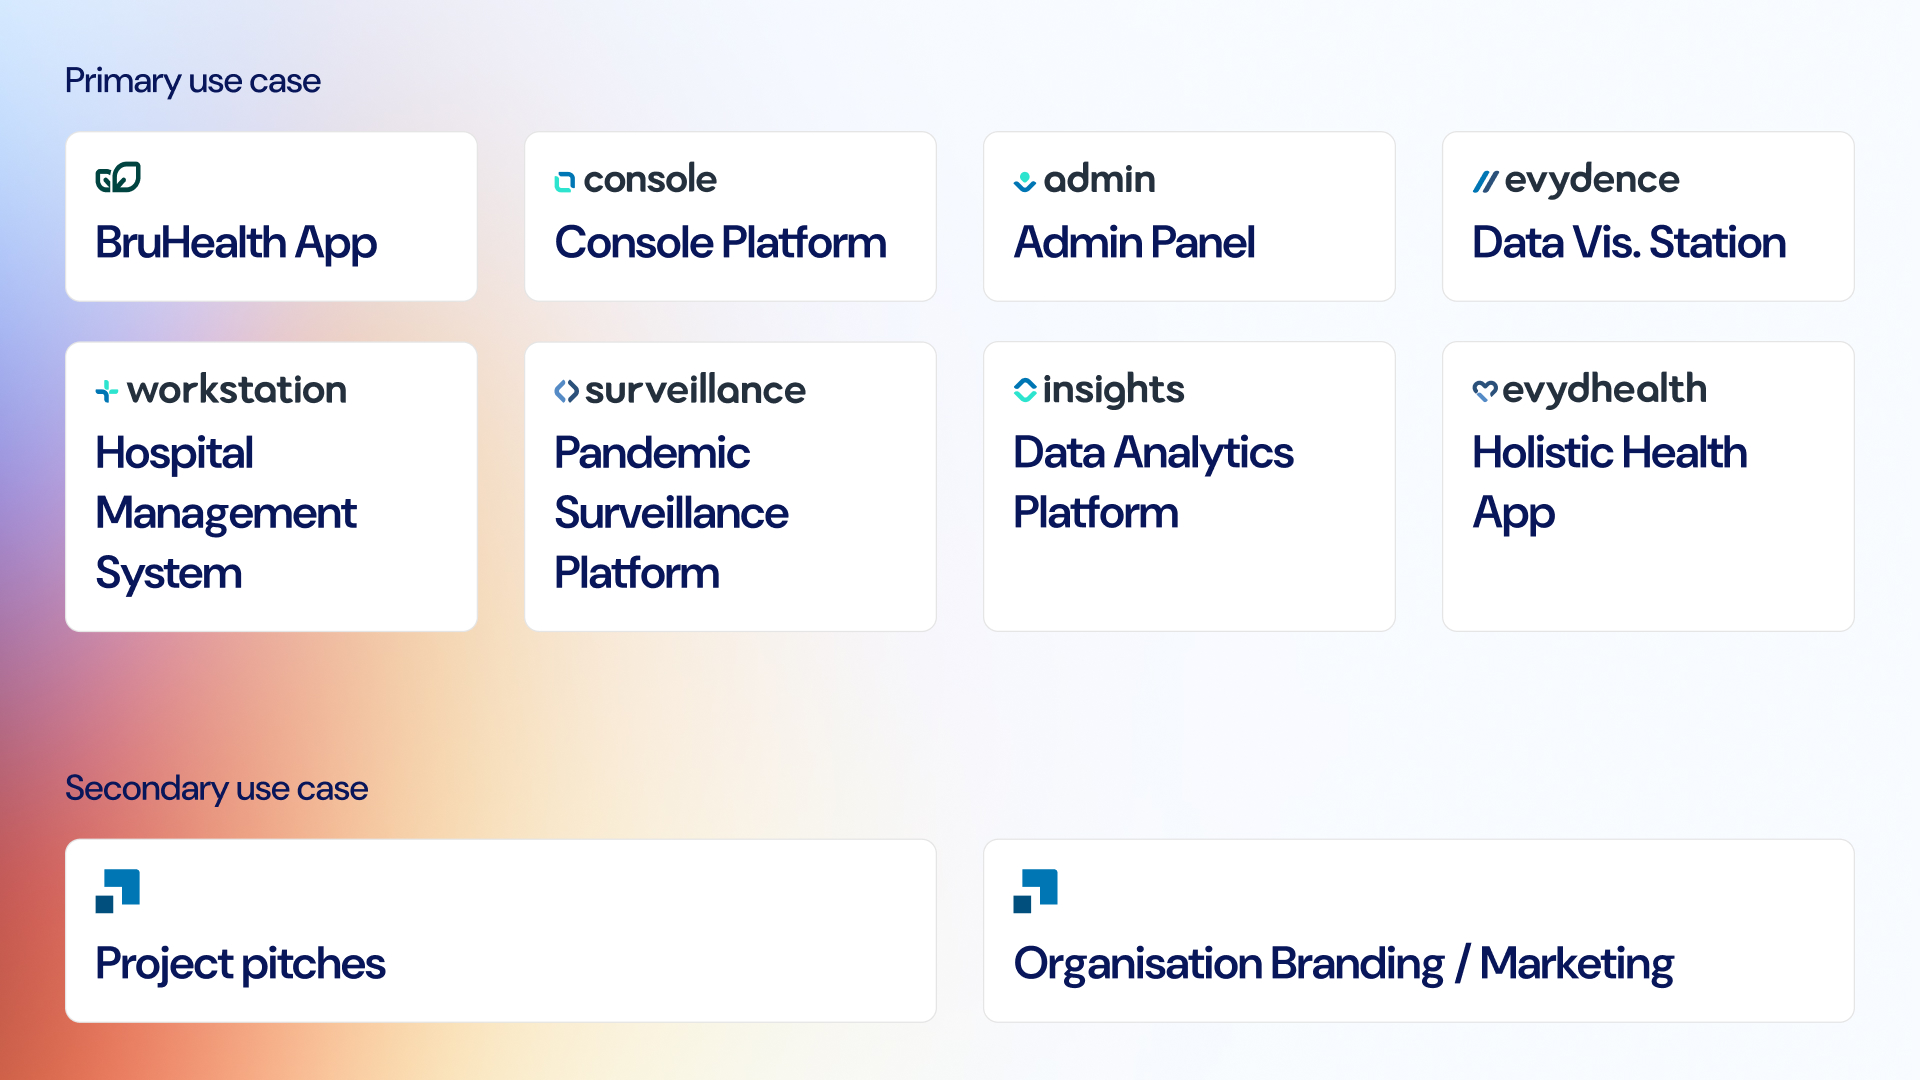 Primary use case
BruHealth App
console
Console Platform
admin
Admin Panel
evydence
Data Vis. Station
workstation
Hospital
Management
System
surveillance
Pandemic
Surveillance
Platform
insights
Data Analytics
Platform
evydhealth
Holistic Health
App
Secondary use case
Project pitches
Organisation Branding / Marketing